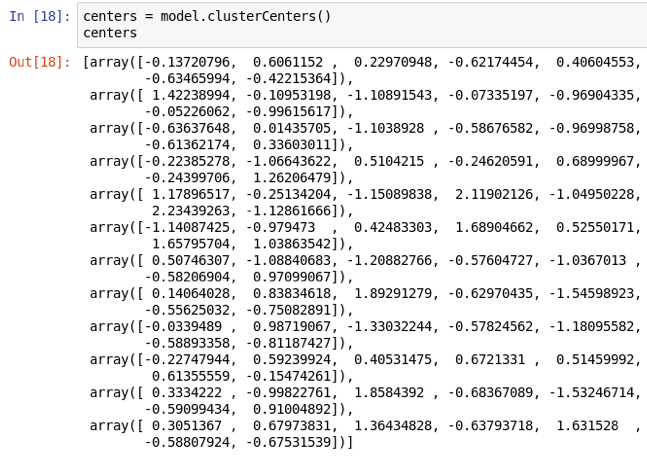 In [18]: centers = model.clusterCenters()
centers
Out[18]: [array([-0.13720796,  0.6061152 ,  0.22970948, -0.62174454,  0.40604553,
-0.63465994, -0.42215364]),
array([ 1.42238994, -0.10953198, -1.10891543, -0.07335197, -0.96904335,
-0.05226062, -0.99615617]),
array([-0.63637648,  0.01435705, -1.1038928 , -0.58676582, -0.96998758,
-0.61362174,  0.33603011]),
array([-0.22385278, -1.06643622,  0.5104215 , -0.24620591,  0.68999967,
-0.24399706,  1.26206479]),
array([ 1.17896517, -0.25134204, -1.15089838,  2.11902126, -1.04950228,
2.23439263, -1.12861666]),
array([-1.14087425, -0.979473  ,  0.42483303,  1.68904662,  0.52550171,
1.65795704,  1.03863542]),
array([ 0.50746307, -1.08840683, -1.20882766, -0.57604727, -1.0367013 ,
-0.58206904,  0.97099067]),
array([ 0.14064028,  0.83834618,  1.89291279, -0.62970435, -1.54598923,
-0.55625032, -0.75082891]),
array([-0.0339489 ,  0.98719067, -1.33032244, -0.57824562, -1.18095582,
-0.58893358, -0.81187427]),
array([-0.22747944,  0.59239924,  0.40531475,  0.6721331 ,  0.51459992,
0.61355559, -0.15474261]),
array([ 0.3334222 , -0.99822761,  1.8584392 , -0.68367089, -1.53246714,
-0.59099434,  0.91004892]),
array([ 0.3051367 ,  0.67973831,  1.36434828, -0.63793718,  1.631528  ,
-0.58807924, -0.67531539])]